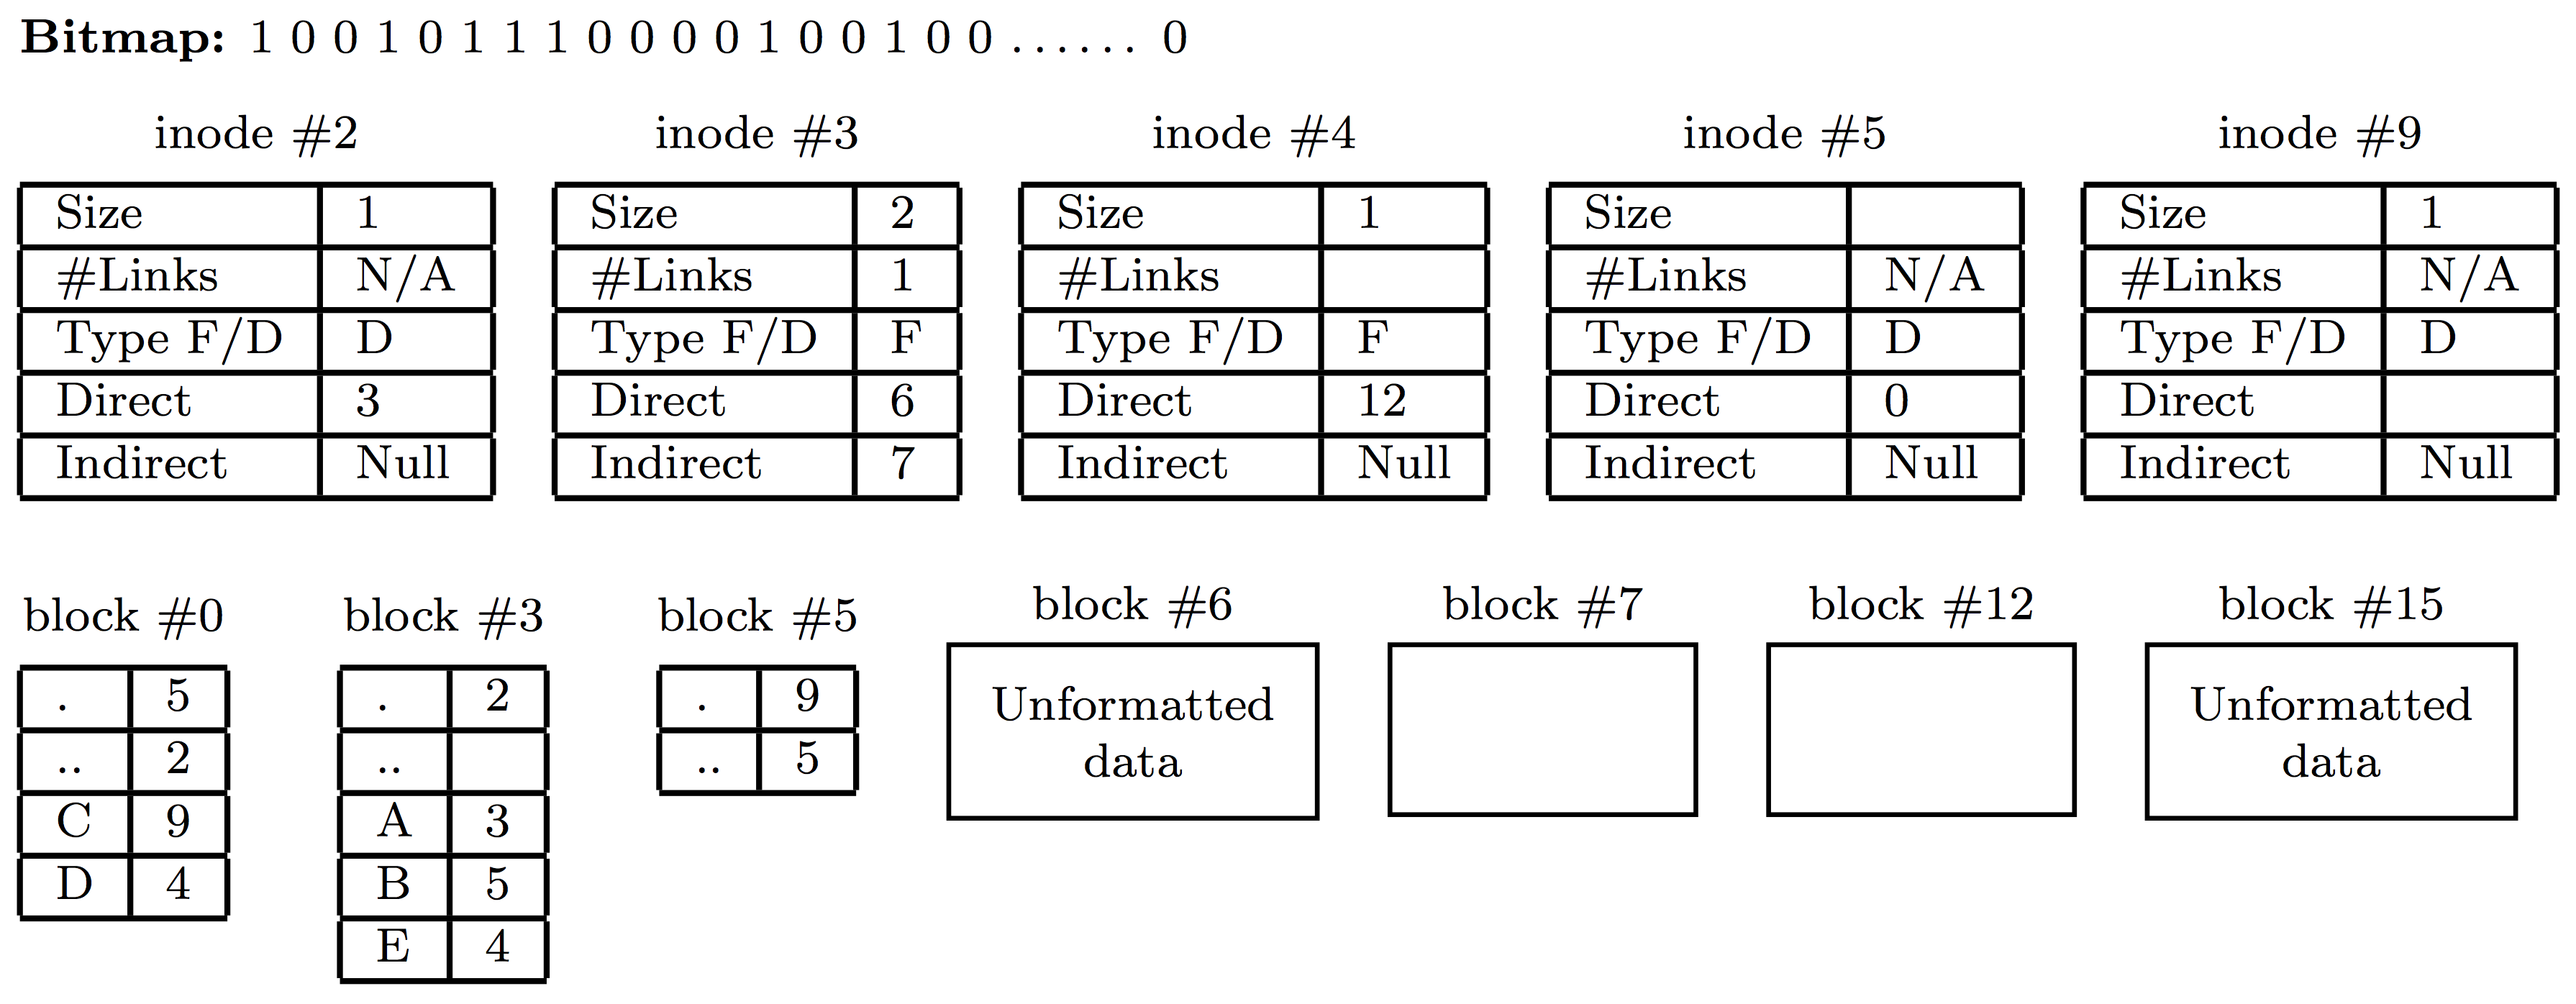 Bitmap: 1 0 0 1 0 1 1 1 0 0 0 0 1 0 0 1 0 0 ...... 0
inode #2 inode #3 inode #4 inode #5 inode #9
Size 1 Size 2 Size 1 Size Size 1
#Links N/A #Links 1 #Links #Links N/A #Links N/A
Type F/D D Type F/D F Type F/D F Type F/D D Type F/D D
Direct 3 Direct 6 Direct 12 Direct 0 Direct
Indirect Null Indirect 7 Indirect Null Indirect Null Indirect Null
block #0 block #3 block #5 block #6 block #7 block #12 block #15
. 5 . 2 . 9 Unformatted Unformatted
.. 2 .. .. 5 data data
C 9 A 3
D 4 B 5
E 4